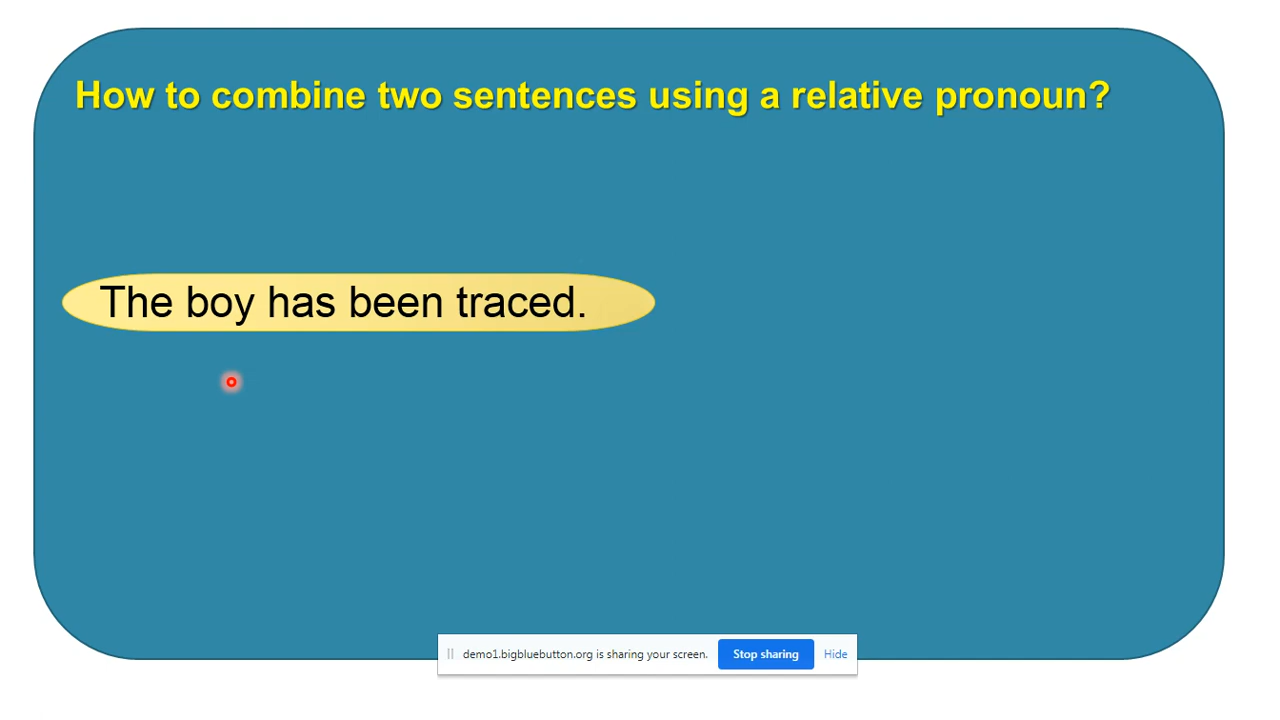 How to combine two sentences using a relative pronoun?
The boy has been traced.
demo1.bigbluebutton.org is sharing your screen. Stop sharing Hide